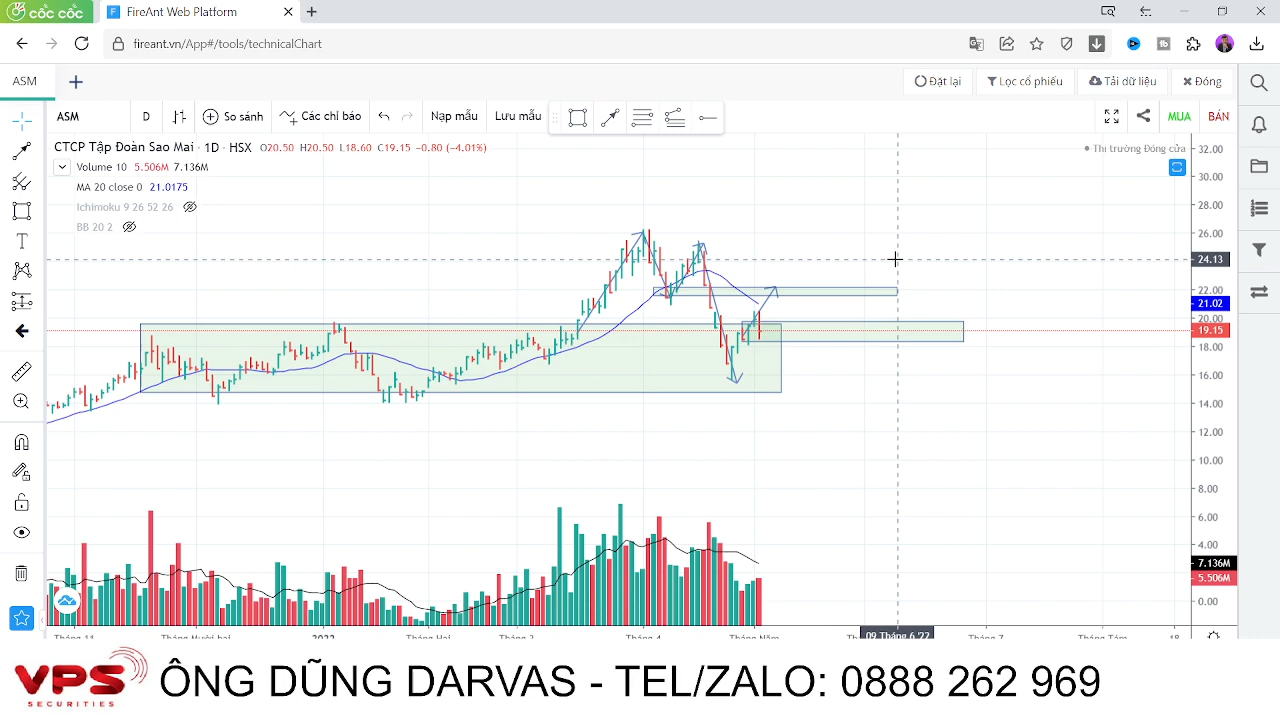 cốc cốc
FireAnt Web Platform
fireant.vn/App#/tools/technicalChart
ASM
Đặt lại
Lọc cổ phiếu
Tải dữ liệu
Đóng
ASM
D
So sánh
Các chỉ báo
Nạp mẫu
Lưu mẫu
MUA
BÁN
CTCP Tập Đoàn Sao Mai · 1D · HSX O20.50 H20.50 L18.60 C19.15 −0.80 (−4.01%)
Thị trường Đóng cửa
Volume 10 5.506M 7.136M
MA 20 close 0 21.0175
Ichimoku 9 26 52 26
BB 20 2
32.00
30.00
28.00
26.00
24.13
22.00
21.02
20.00
19.15
18.00
16.00
14.00
12.00
10.00
8.00
6.00
4.00
7.136M
5.506M
0.00
Tháng 11
Tháng Mười hai
2022
Tháng Hai
Tháng 3
Tháng 4
Tháng Năm
09 Tháng 6 '22
Tháng 7
Tháng Tám
18
VPS
SECURITIES
ÔNG DŨNG DARVAS - TEL/ZALO: 0888 262 969